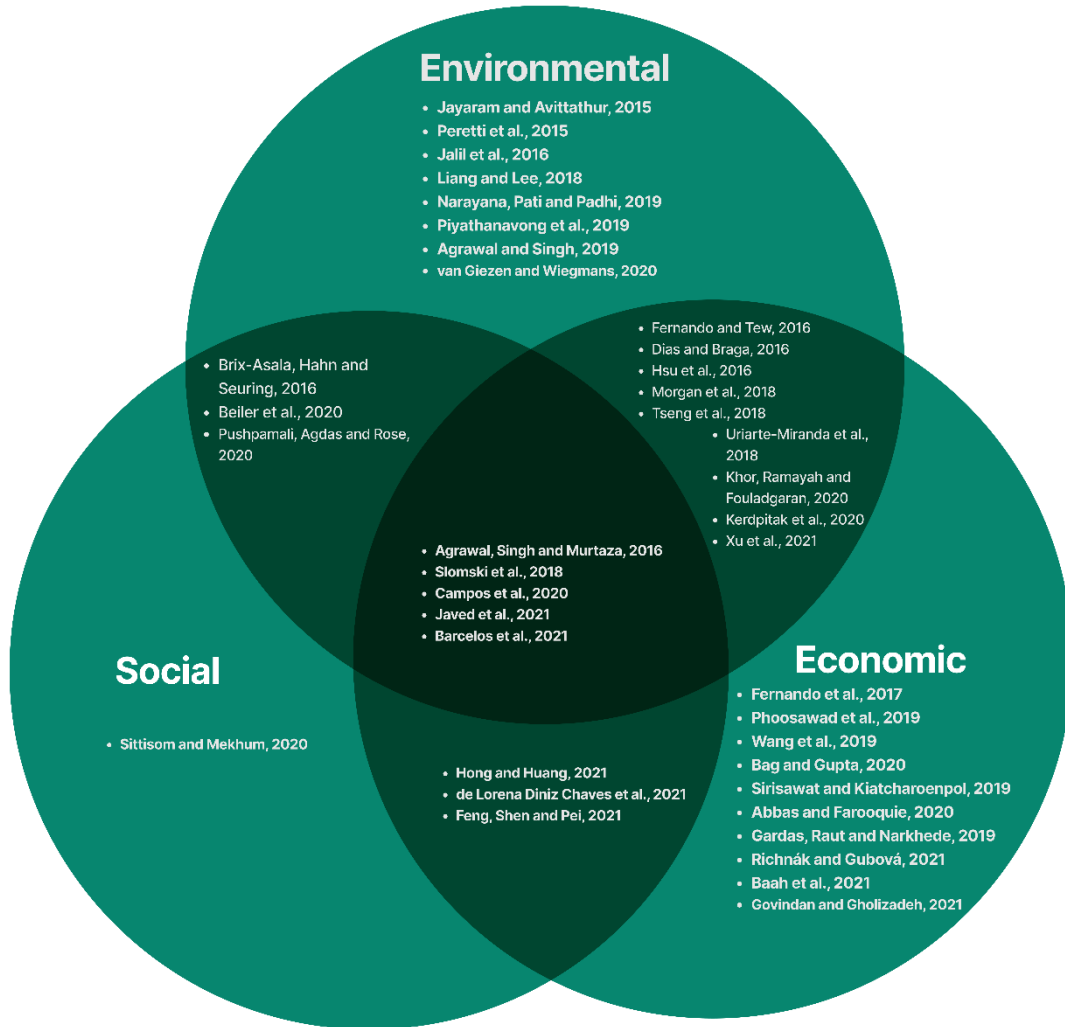 Environmental
• Jayaram and Avittathur, 2015
• Peretti et al., 2015
• Jalil et al., 2016
• Liang and Lee, 2018
• Narayana, Pati and Padhi, 2019
• Piyathanavong et al., 2019
• Agrawal and Singh, 2019
• van Giezen and Wiegmans, 2020
• Brix-Asala, Hahn and
Seuring, 2016
• Beiler et al., 2020
• Pushpamali, Agdas and Rose,
2020
• Fernando and Tew, 2016
• Dias and Braga, 2016
• Hsu et al., 2016
• Morgan et al., 2018
• Tseng et al., 2018
• Uriarte-Miranda et al.,
2018
• Khor, Ramayah and
Fouladgaran, 2020
• Kerdpitak et al., 2020
• Xu et al., 2021
• Agrawal, Singh and Murtaza, 2016
• Slomski et al., 2018
• Campos et al., 2020
• Javed et al., 2021
• Barcelos et al., 2021
Social
• Sittisom and Mekhum, 2020
• Hong and Huang, 2021
• de Lorena Diniz Chaves et al., 2021
• Feng, Shen and Pei, 2021
Economic
• Fernando et al., 2017
• Phoosawad et al., 2019
• Wang et al., 2019
• Bag and Gupta, 2020
• Sirisawat and Kiatcharoenpol, 2019
• Abbas and Farooquie, 2020
• Gardas, Raut and Narkhede, 2019
• Richnák and Gubová, 2021
• Baah et al., 2021
• Govindan and Gholizadeh, 2021